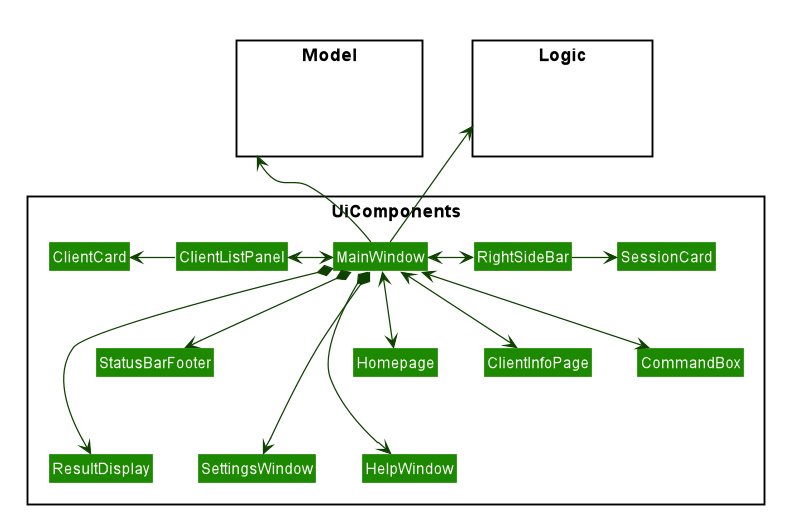 Model
Logic
UiComponents
ClientCard
ClientListPanel
MainWindow
RightSideBar
SessionCard
StatusBarFooter
Homepage
ClientInfoPage
CommandBox
ResultDisplay
SettingsWindow
HelpWindow